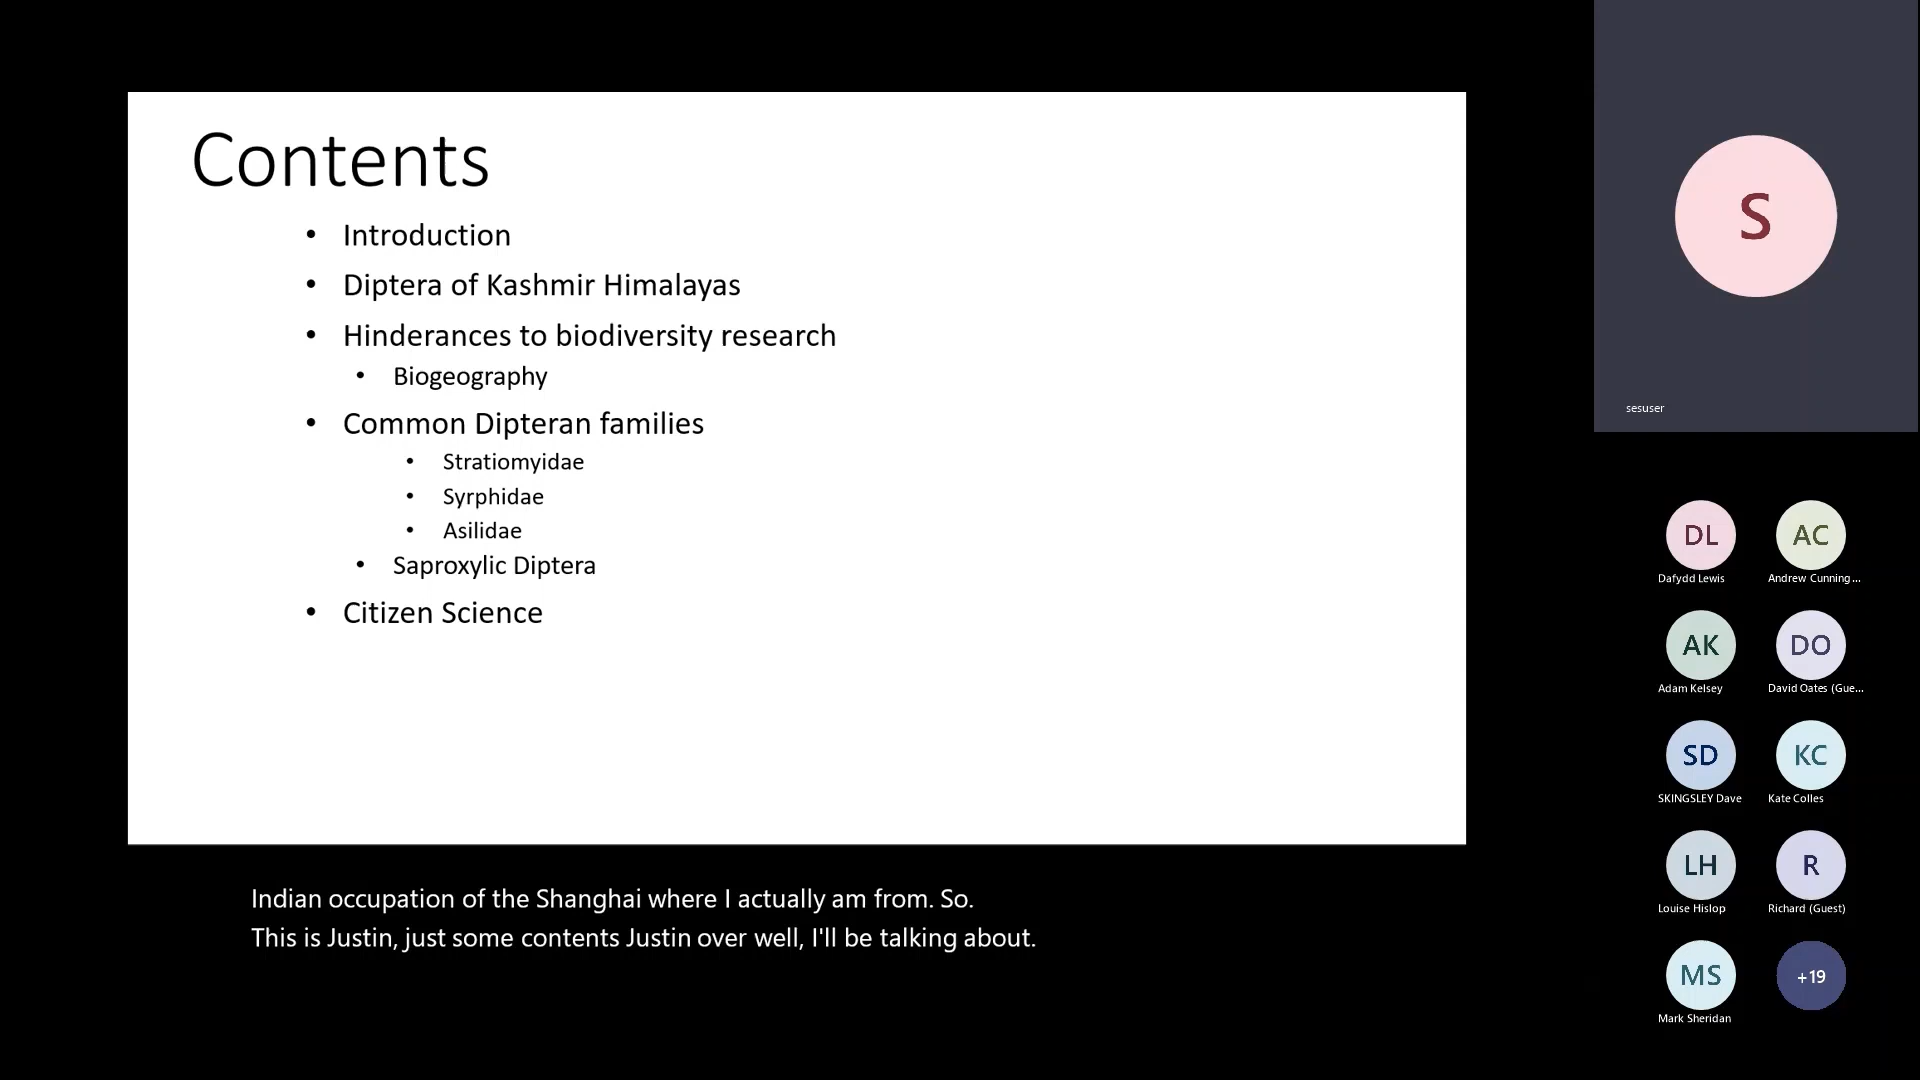 Contents
• Introduction
• Diptera of Kashmir Himalayas
• Hinderances to biodiversity research
• Biogeography
• Common Dipteran families
• Stratiomyidae
• Syrphidae
• Asilidae
• Saproxylic Diptera
• Citizen Science
Indian occupation of the Shanghai where I actually am from. So.
This is Justin, just some contents Justin over well, I'll be talking about.
S
sesuser
DL
Dafydd Lewis
AC
Andrew Cunning...
AK
Adam Kelsey
DO
David Oates (Gue...
SD
SKINGSLEY Dave
KC
Kate Colles
LH
Louise Hislop
R
Richard (Guest)
MS
Mark Sheridan
+19